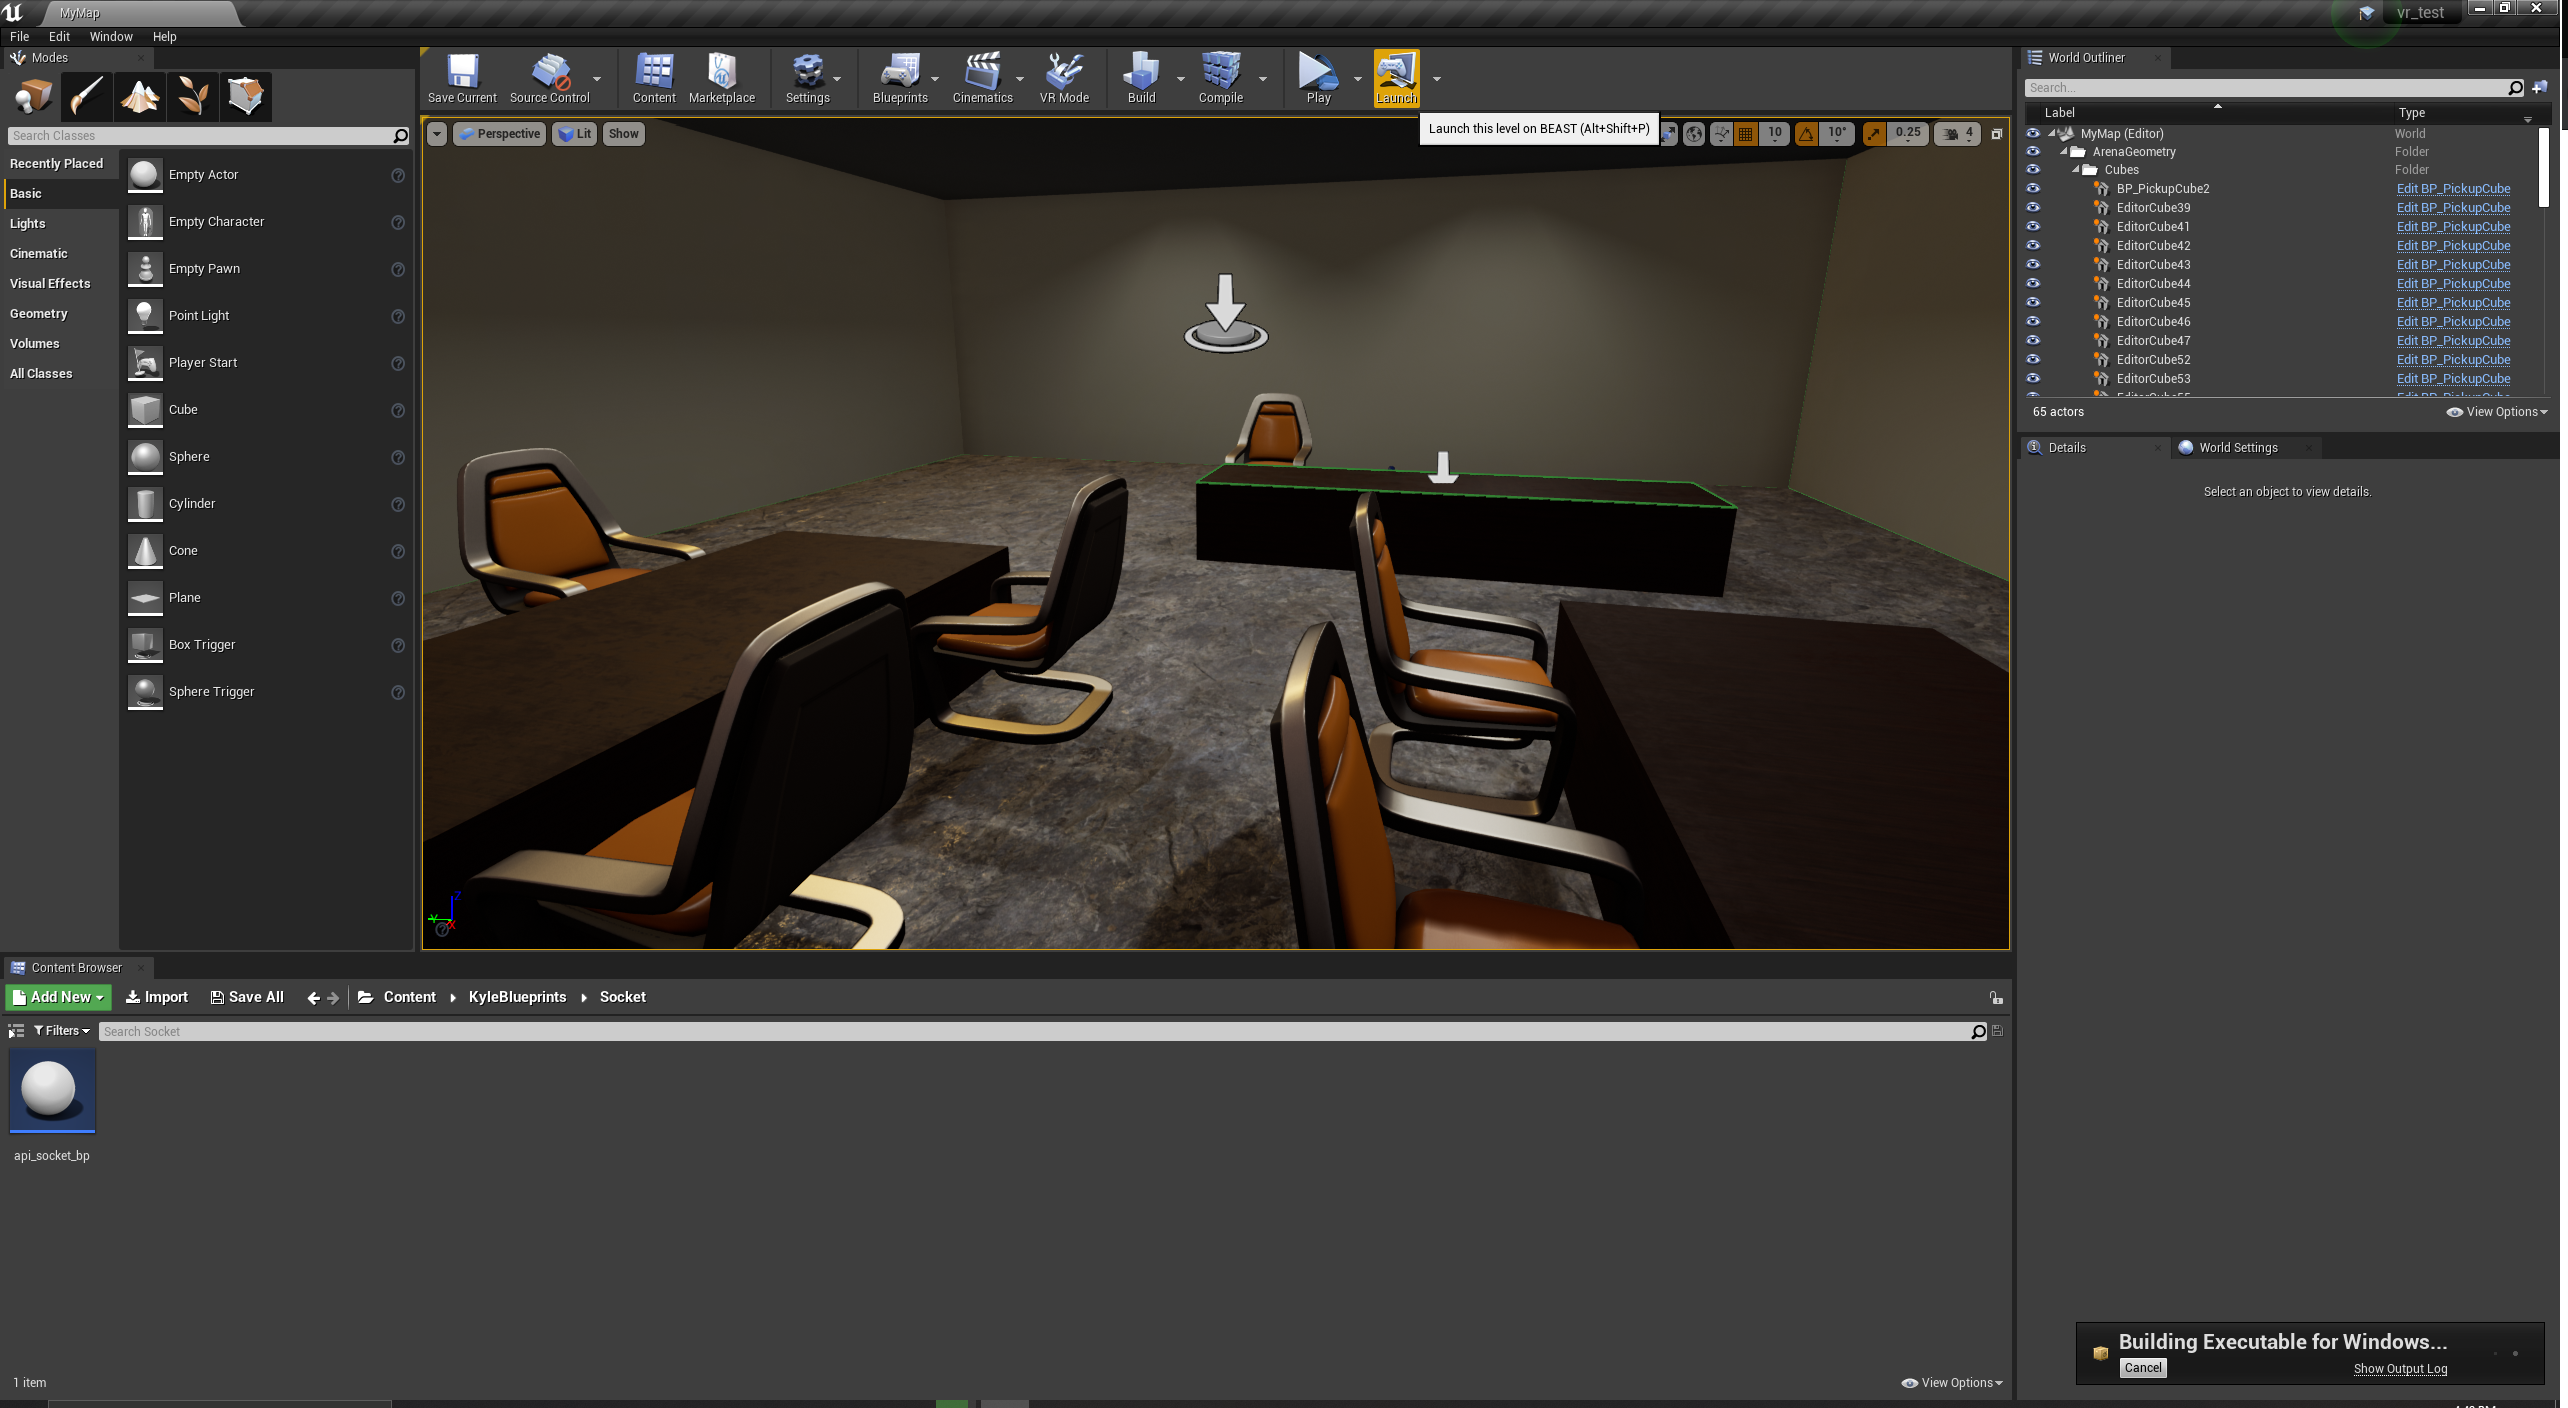 MyMap
vr_test
File Edit Window Help
Modes
Search Classes
Recently Placed
Basic
Lights
Cinematic
Visual Effects
Geometry
Volumes
All Classes
Empty Actor
Empty Character
Empty Pawn
Point Light
Player Start
Cube
Sphere
Cylinder
Cone
Plane
Box Trigger
Sphere Trigger
Save Current Source Control Content Marketplace Settings Blueprints Cinematics VR Mode Build Compile Play Launch
Launch this level on BEAST (Alt+Shift+P)
Perspective Lit Show
10 10° 0.25 4
Z
Y
X
World Outliner
Search...
Label Type
MyMap (Editor) World
ArenaGeometry Folder
Cubes Folder
BP_PickupCube2 Edit BP_PickupCube
EditorCube39 Edit BP_PickupCube
EditorCube41 Edit BP_PickupCube
EditorCube42 Edit BP_PickupCube
EditorCube43 Edit BP_PickupCube
EditorCube44 Edit BP_PickupCube
EditorCube45 Edit BP_PickupCube
EditorCube46 Edit BP_PickupCube
EditorCube47 Edit BP_PickupCube
EditorCube52 Edit BP_PickupCube
EditorCube53 Edit BP_PickupCube
65 actors View Options
Details World Settings
Select an object to view details.
Content Browser
Add New Import Save All Content KyleBlueprints Socket
Filters Search Socket
api_socket_bp
1 item View Options
Building Executable for Windows...
Cancel Show Output Log